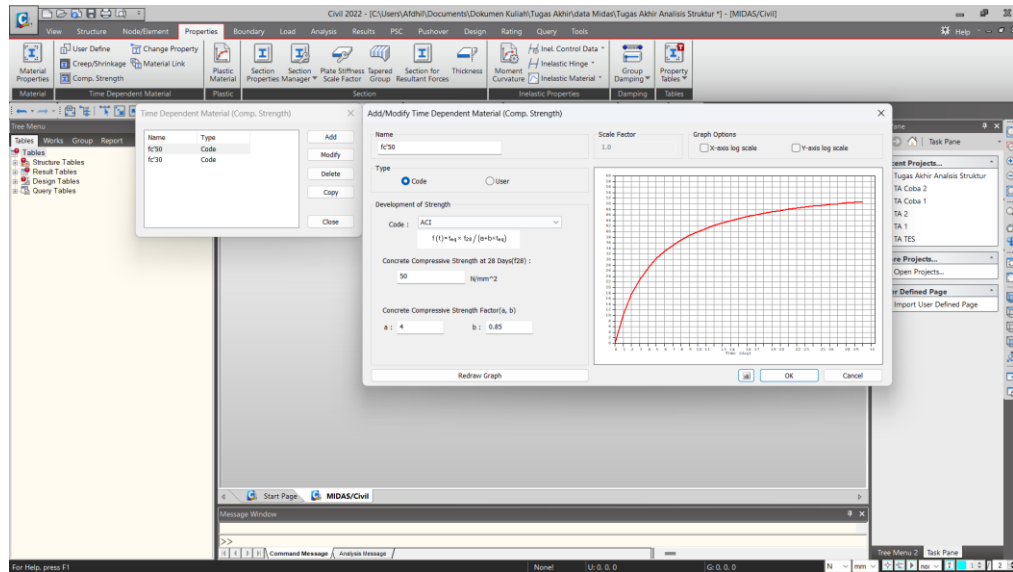 Civil 2022 - [C:\Users\Afdhil\Documents\Dokumen Kuliah\Tugas Akhir\data Midas\Tugas Akhir Analisis Struktur *] - [MIDAS/Civil]
View Structure Node/Element Properties Boundary Load Analysis Results PSC Pushover Design Rating Query Tools Help
Material Properties
User Define
Creep/Shrinkage
Comp. Strength
Change Property
Material Link
Plastic Material
Section Properties
Section Manager
Plate Stiffness Scale Factor
Tapered Group
Section for Resultant Forces
Thickness
Moment Curvature
Inel. Control Data
Inelastic Hinge
Inelastic Material
Group Damping
Property Tables
Material Time Dependent Material Plastic Section Inelastic Properties Damping Tables
Tree Menu
Tables Works Group Report
Tables
Structure Tables
Result Tables
Design Tables
Query Tables
Time Dependent Material (Comp. Strength)
Name Type
fc'50 Code
fc'30 Code
Add
Modify
Delete
Copy
Close
Add/Modify Time Dependent Material (Comp. Strength)
Name
fc'50
Scale Factor
1.0
Graph Options
X-axis log scale Y-axis log scale
Type
Code User
Development of Strength
Code : ACI
f(t)=teq x f28/(a+b×teq)
Concrete Compressive Strength at 28 Days(f28) :
50 N/mm^2
Concrete Compressive Strength Factor(a, b)
a : 4 b : 0.85
Time (day)
Redraw Graph
OK Cancel
Task Pane
Tugas Akhir Analisis Struktur
TA Coba 2
TA Coba 1
TA 2
TA 1
TA TES
Open Projects...
Import User Defined Page
Start Page MIDAS/Civil
Message Window
>>
Command Message Analysis Message
Tree Menu 2 Task Pane
For Help, press F1
None! U: 0, 0, 0 G: 0, 0, 0 N mm